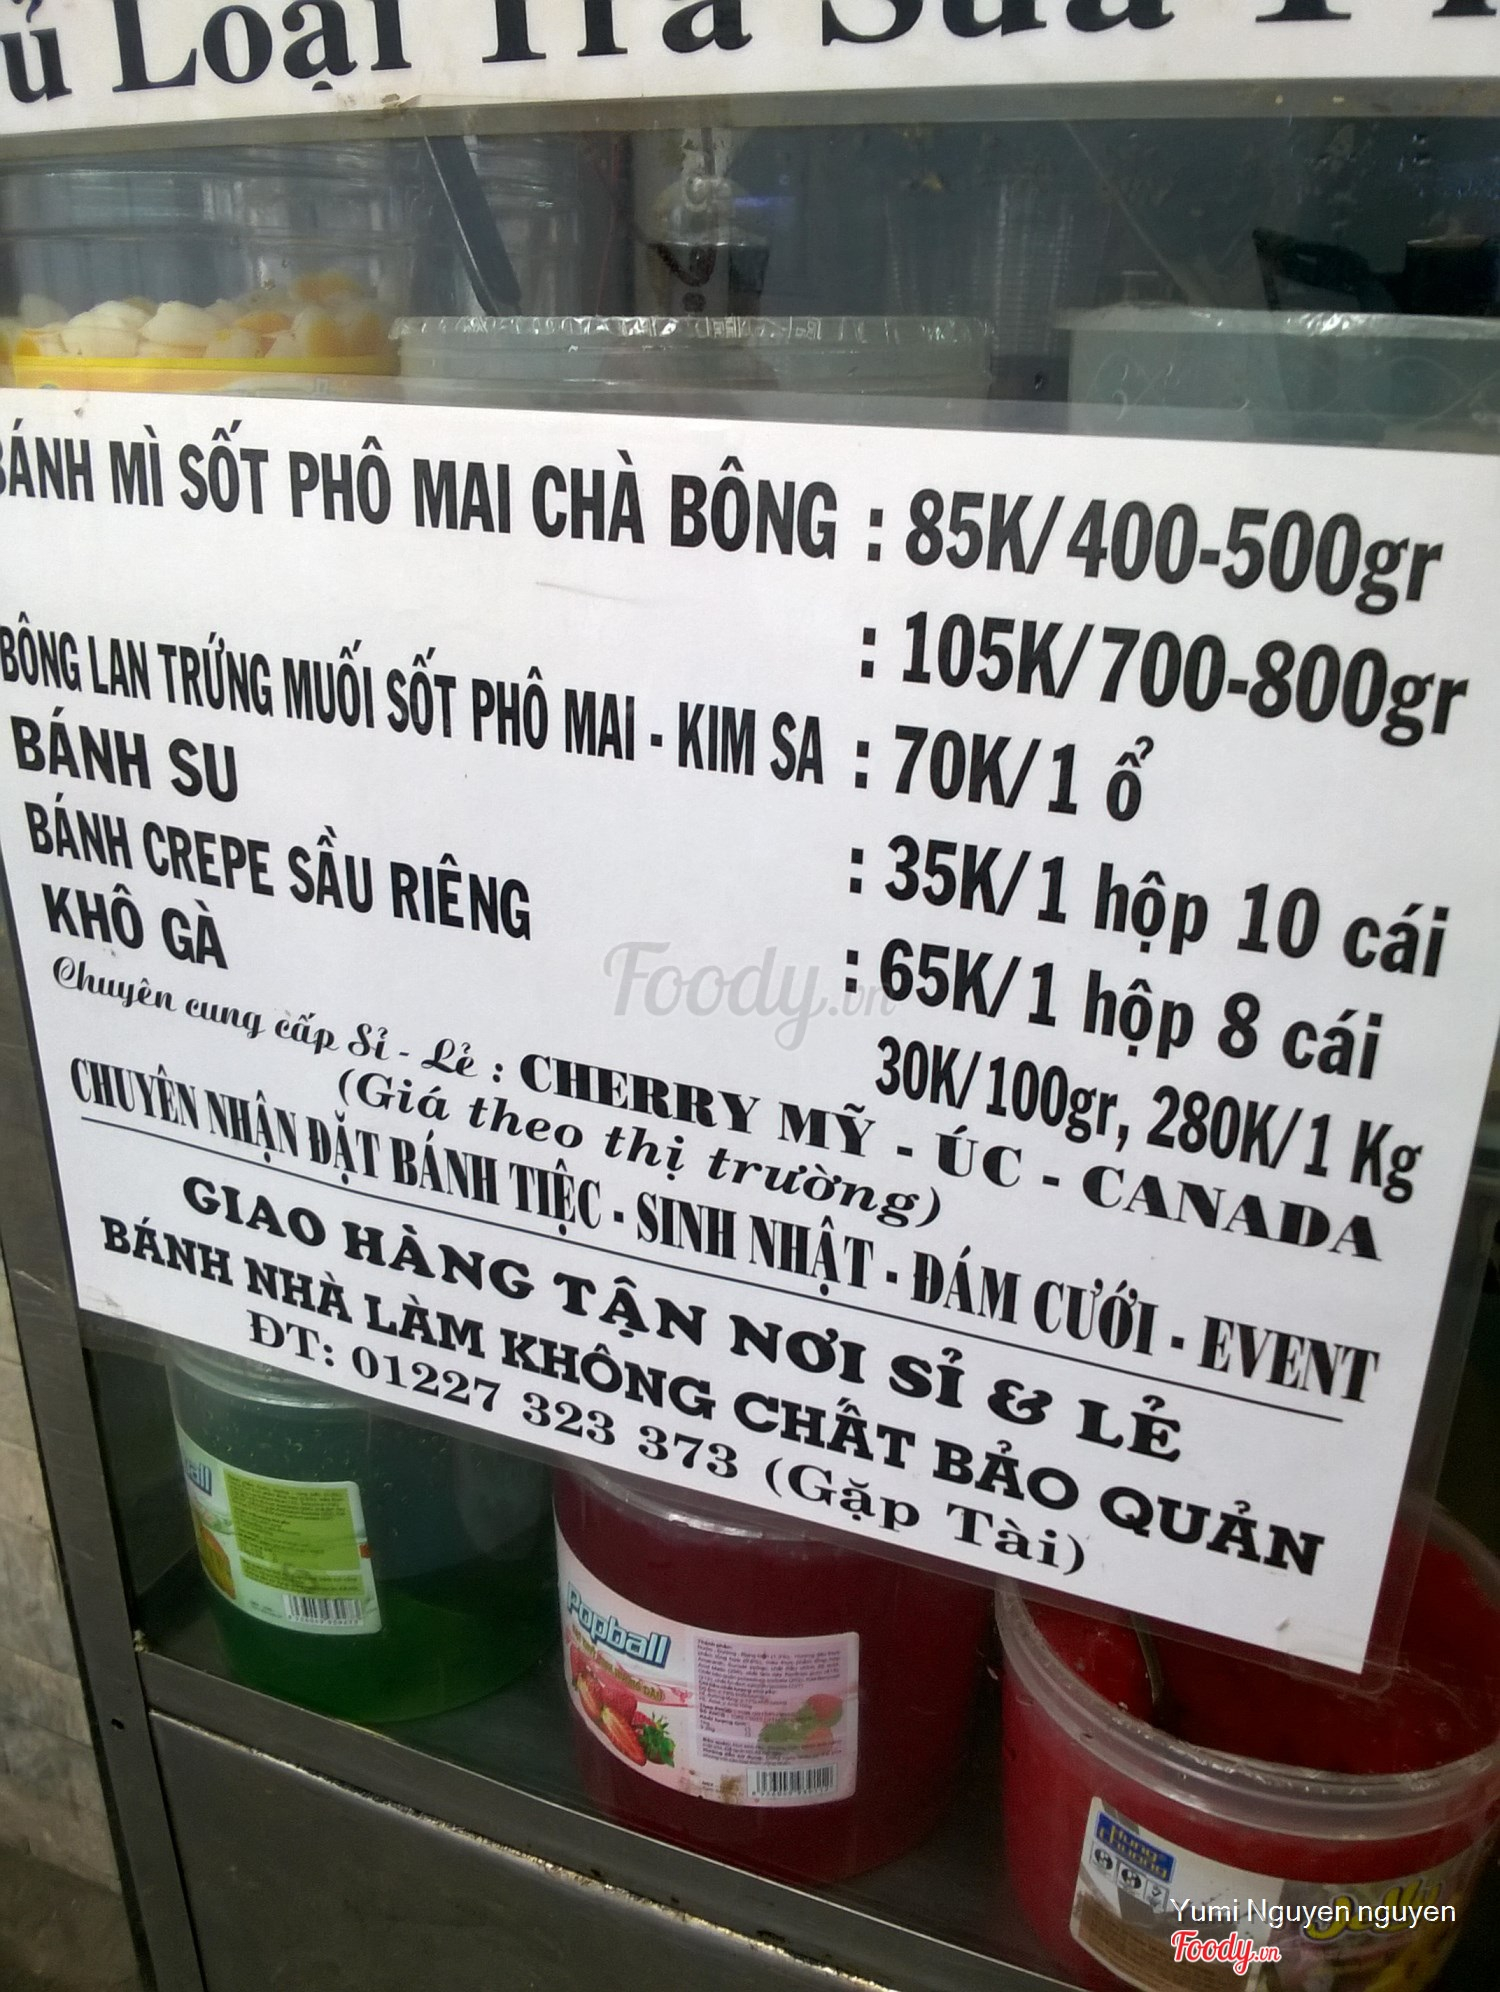 ủ Loại Trà Sữa
BÁNH MÌ SỐT PHÔ MAI CHÀ BÔNG : 85K/400-500gr
: 105K/700-800gr
BÔNG LAN TRỨNG MUỐI SỐT PHÔ MAI - KIM SA : 70K/1 ổ
BÁNH SU : 35K/1 hộp 10 cái
BÁNH CREPE SẦU RIÊNG : 65K/1 hộp 8 cái
KHÔ GÀ 30K/100gr, 280K/1 Kg
Chuyên cung cấp Sỉ - Lẻ : CHERRY MỸ - ÚC - CANADA
(Giá theo thị trường)
CHUYÊN NHẬN ĐẶT BÁNH TIỆC - SINH NHẬT - ĐÁM CƯỚI - EVENT
GIAO HÀNG TẬN NƠI SỈ & LẺ
BÁNH NHÀ LÀM KHÔNG CHẤT BẢO QUẢN
ĐT: 01227 323 373 (Gặp Tài)
Foody.vn
Popball
Hùng Chương
Yumi Nguyen nguyen
Foody.vn